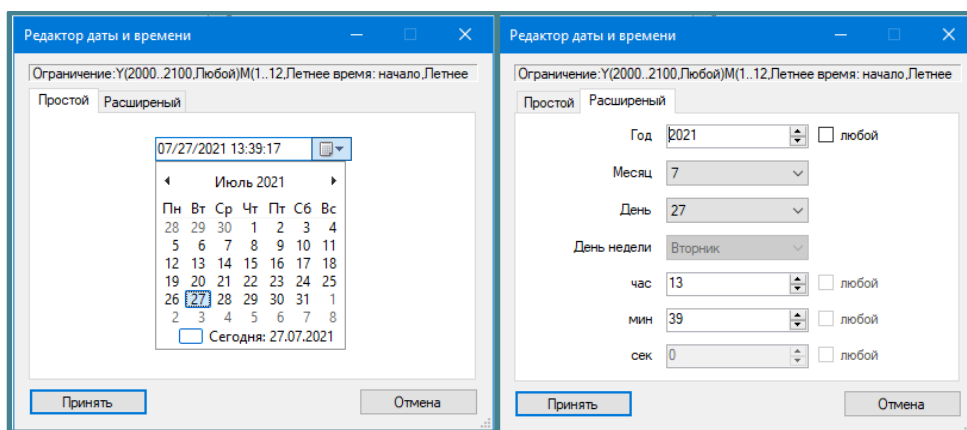 Редактор даты и времени
Ограничение:Y(2000..2100,Любой)M(1..12,Летнее время: начало,Летнее
Простой Расширеный
07/27/2021 13:39:17
Июль 2021
Пн Вт Ср Чт Пт Сб Вс
28 29 30 1 2 3 4
5 6 7 8 9 10 11
12 13 14 15 16 17 18
19 20 21 22 23 24 25
26 27 28 29 30 31 1
2 3 4 5 6 7 8
Сегодня: 27.07.2021
Принять Отмена
Редактор даты и времени
Ограничение:Y(2000..2100,Любой)M(1..12,Летнее время: начало,Летнее
Простой Расширеный
Год 2021 любой
Месяц 7
День 27
День недели Вторник
час 13 любой
мин 39 любой
сек 0 любой
Принять Отмена